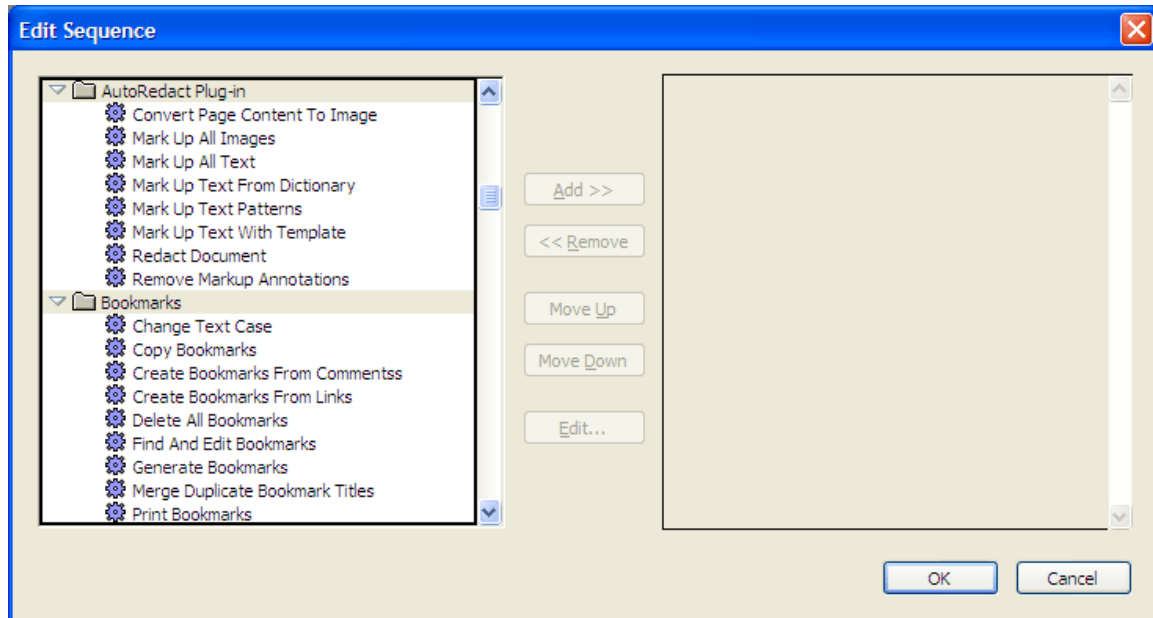 Edit Sequence
AutoRedact Plug-in
Convert Page Content To Image
Mark Up All Images
Mark Up All Text
Mark Up Text From Dictionary
Mark Up Text Patterns
Mark Up Text With Template
Redact Document
Remove Markup Annotations
Bookmarks
Change Text Case
Copy Bookmarks
Create Bookmarks From Commentss
Create Bookmarks From Links
Delete All Bookmarks
Find And Edit Bookmarks
Generate Bookmarks
Merge Duplicate Bookmark Titles
Print Bookmarks
Add >>
<< Remove
Move Up
Move Down
Edit...
OK
Cancel